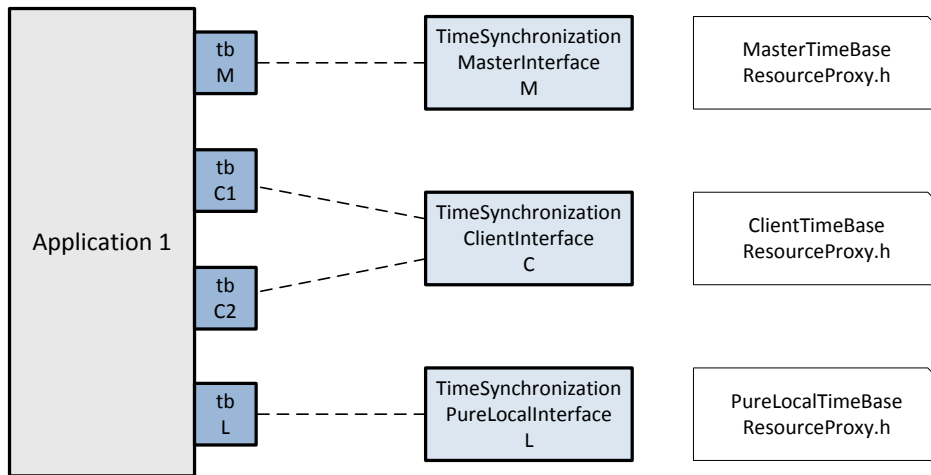 Application 1
tb
M
TimeSynchronization
MasterInterface
M
MasterTimeBase
ResourceProxy.h
tb
C1
tb
C2
TimeSynchronization
ClientInterface
C
ClientTimeBase
ResourceProxy.h
tb
L
TimeSynchronization
PureLocalInterface
L
PureLocalTimeBase
ResourceProxy.h